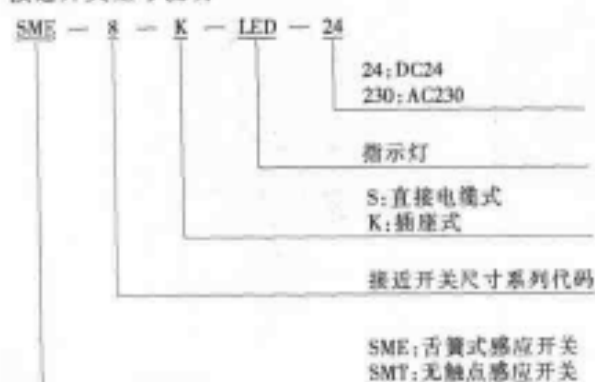 SME — 8 — K — LED — 24
24:DC24
230:AC230
指示灯
S:直接电缆式
K:插座式
接近开关尺寸系列代码
SME:舌簧式感应开关
SMT:无触点感应开关